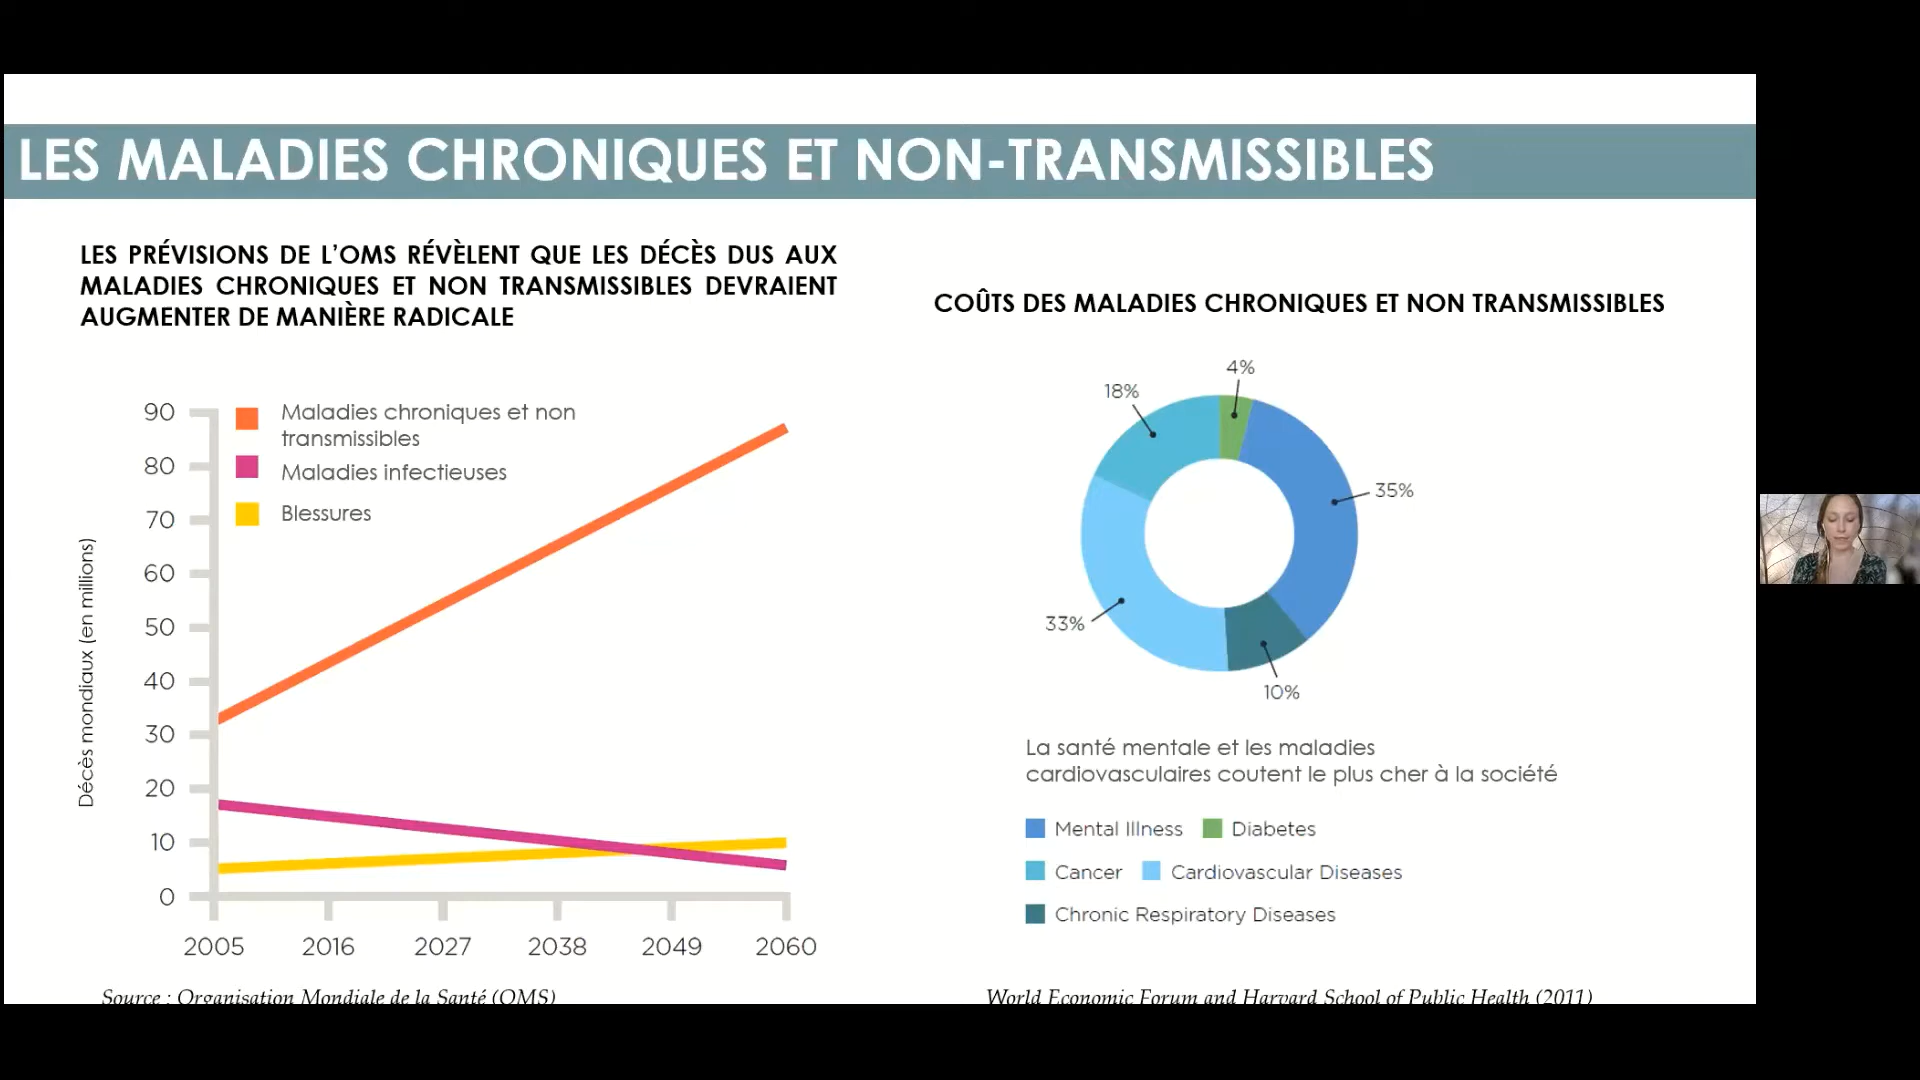 LES MALADIES CHRONIQUES ET NON-TRANSMISSIBLES
LES PRÉVISIONS DE L’OMS RÉVÈLENT QUE LES DÉCÈS DUS AUX
MALADIES CHRONIQUES ET NON TRANSMISSIBLES DEVRAIENT
AUGMENTER DE MANIÈRE RADICALE
Décès mondiaux (en millions)
90
80
70
60
50
40
30
20
10
0
Maladies chroniques et non
transmissibles
Maladies infectieuses
Blessures
2005 2016 2027 2038 2049 2060
Source : Organisation Mondiale de la Santé (OMS)
COÛTS DES MALADIES CHRONIQUES ET NON TRANSMISSIBLES
4%
18%
35%
33%
10%
La santé mentale et les maladies
cardiovasculaires coutent le plus cher à la société
Mental Illness Diabetes
Cancer Cardiovascular Diseases
Chronic Respiratory Diseases
World Economic Forum and Harvard School of Public Health (2011)